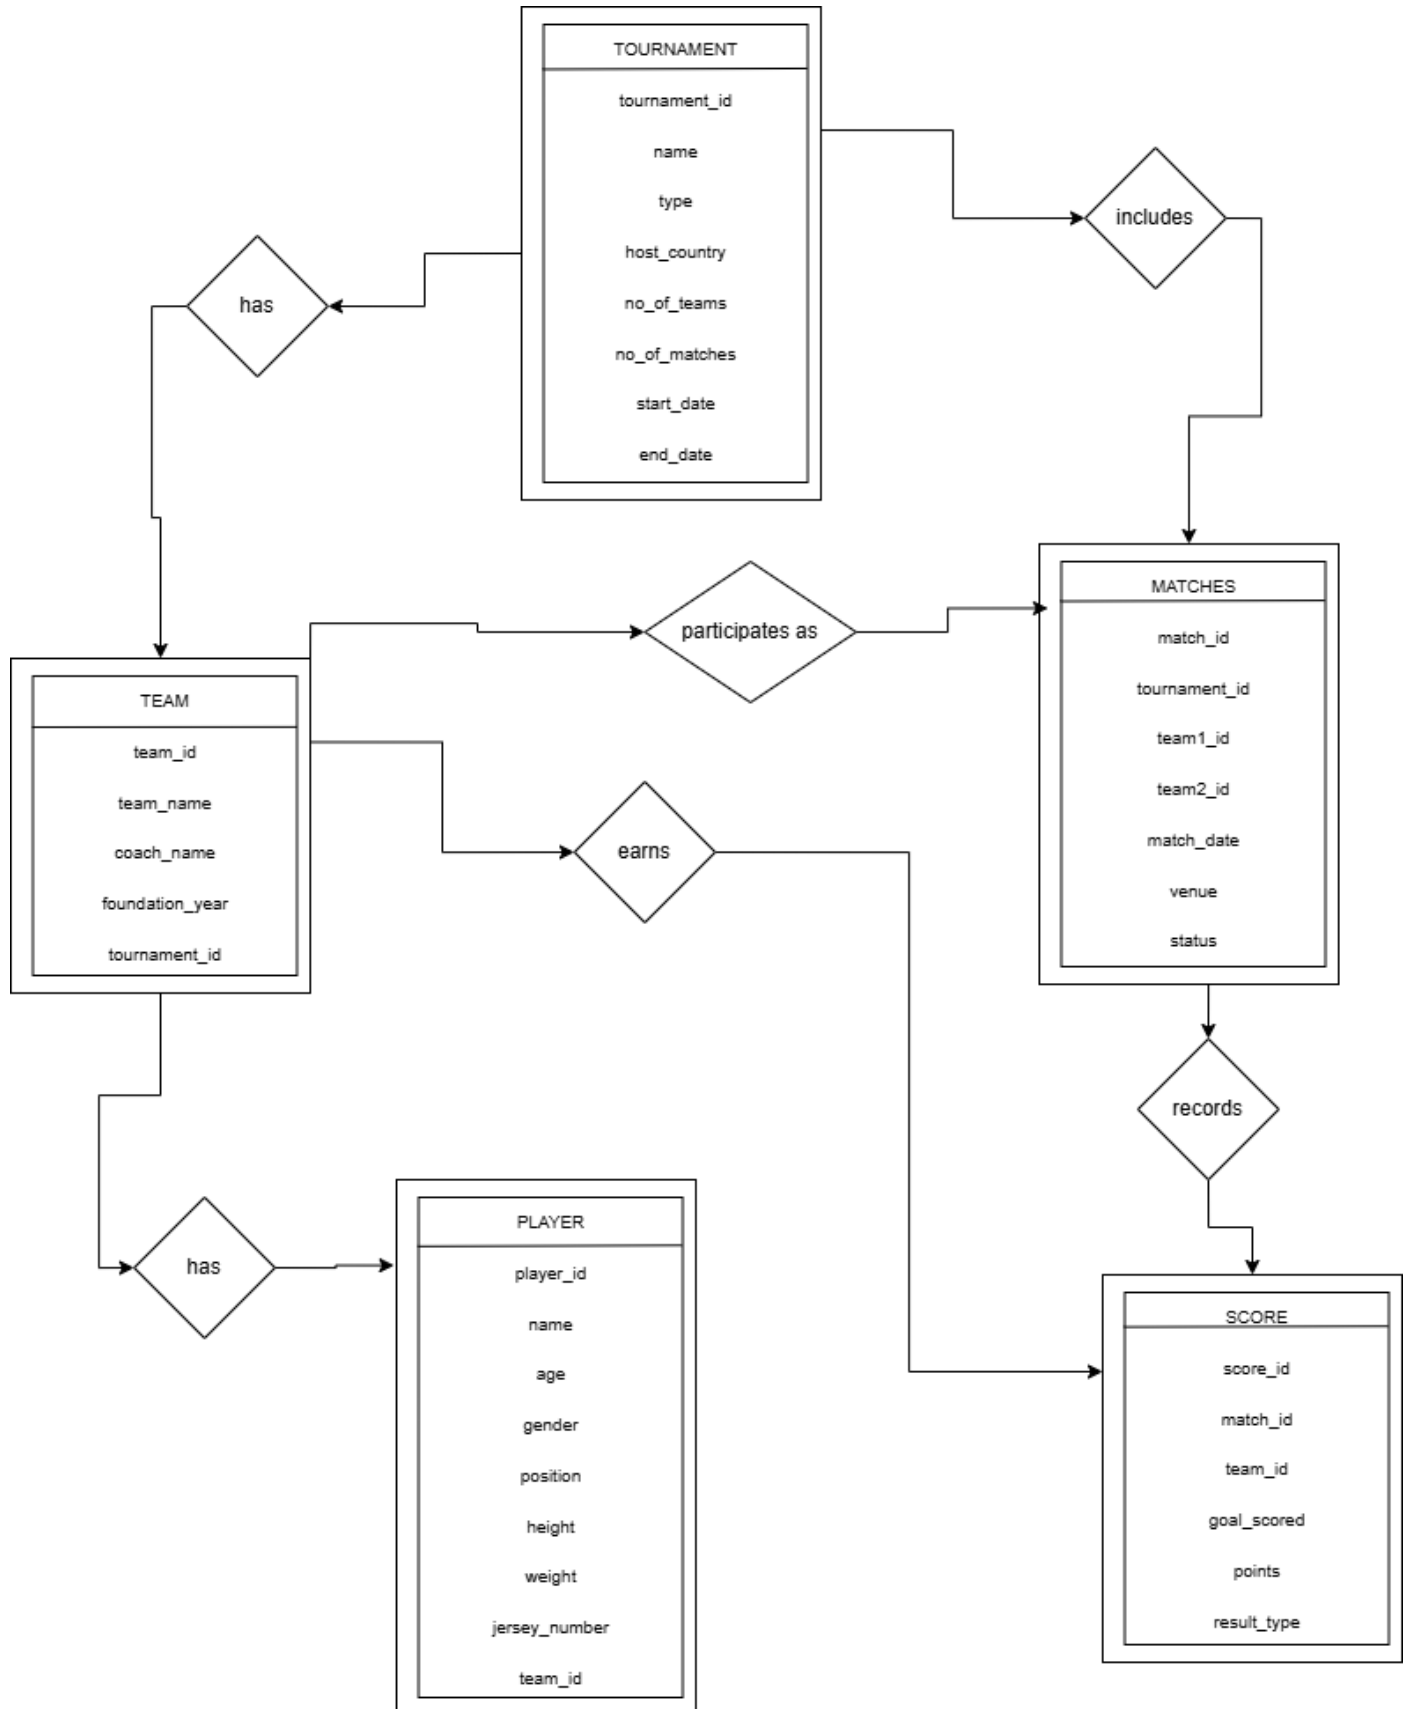 TOURNAMENT
tournament_id
name
type
host_country
no_of_teams
no_of_matches
start_date
end_date
includes
has
participates as
MATCHES
match_id
tournament_id
team1_id
team2_id
match_date
venue
status
TEAM
team_id
team_name
coach_name
foundation_year
tournament_id
earns
records
has
PLAYER
player_id
name
age
gender
position
height
weight
jersey_number
team_id
SCORE
score_id
match_id
team_id
goal_scored
points
result_type